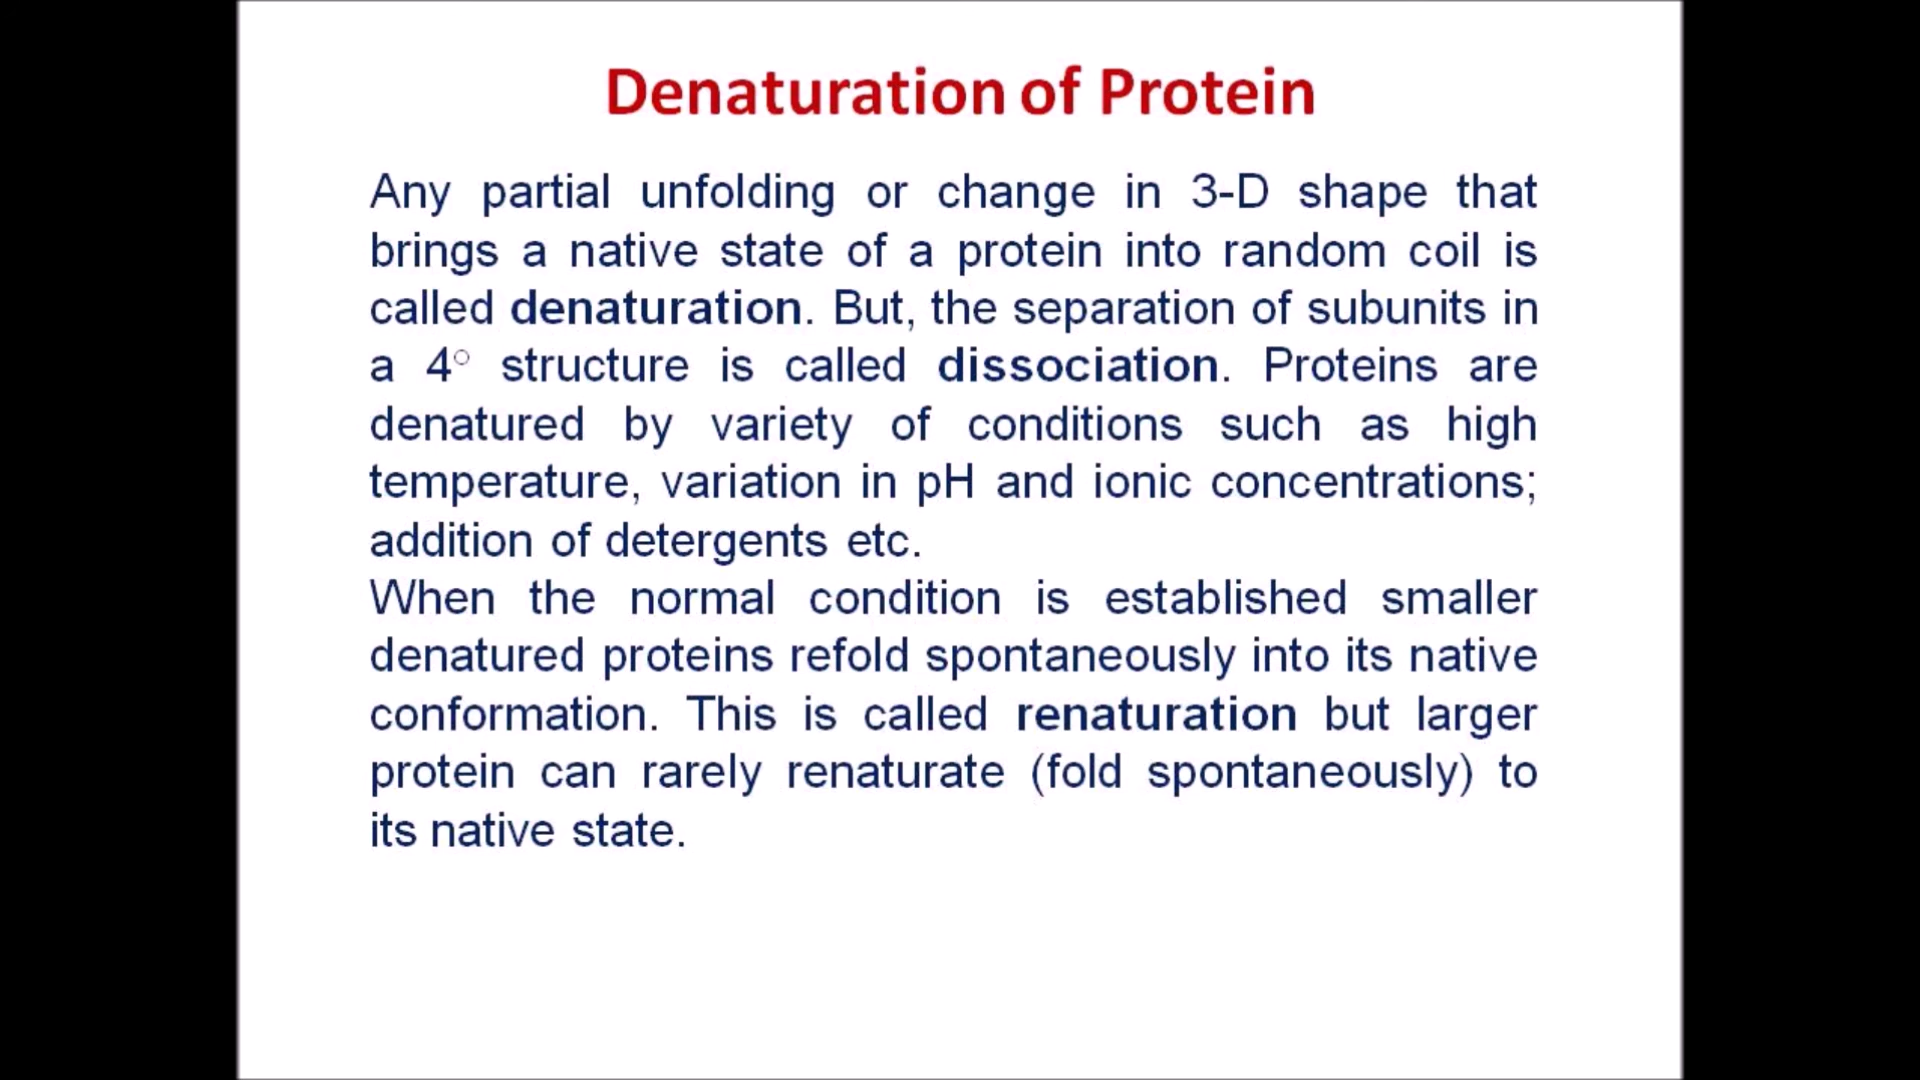 Denaturation of Protein
Any partial unfolding or change in 3-D shape that
brings a native state of a protein into random coil is
called denaturation. But, the separation of subunits in
a 4° structure is called dissociation. Proteins are
denatured by variety of conditions such as high
temperature, variation in pH and ionic concentrations;
addition of detergents etc.
When the normal condition is established smaller
denatured proteins refold spontaneously into its native
conformation. This is called renaturation but larger
protein can rarely renaturate (fold spontaneously) to
its native state.